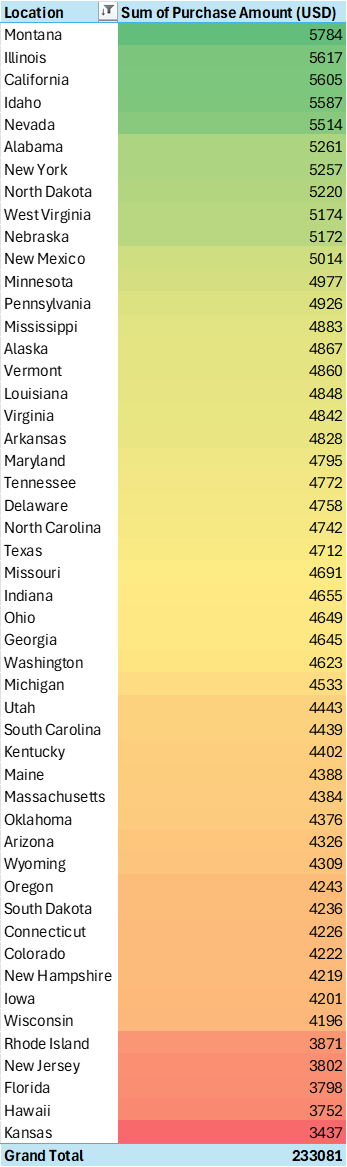 Location Sum of Purchase Amount (USD)
Montana 5784
Illinois 5617
California 5605
Idaho 5587
Nevada 5514
Alabama 5261
New York 5257
North Dakota 5220
West Virginia 5174
Nebraska 5172
New Mexico 5014
Minnesota 4977
Pennsylvania 4926
Mississippi 4883
Alaska 4867
Vermont 4860
Louisiana 4848
Virginia 4842
Arkansas 4828
Maryland 4795
Tennessee 4772
Delaware 4758
North Carolina 4742
Texas 4712
Missouri 4691
Indiana 4655
Ohio 4649
Georgia 4645
Washington 4623
Michigan 4533
Utah 4443
South Carolina 4439
Kentucky 4402
Maine 4388
Massachusetts 4384
Oklahoma 4376
Arizona 4326
Wyoming 4309
Oregon 4243
South Dakota 4236
Connecticut 4226
Colorado 4222
New Hampshire 4219
Iowa 4201
Wisconsin 4196
Rhode Island 3871
New Jersey 3802
Florida 3798
Hawaii 3752
Kansas 3437
Grand Total 233081